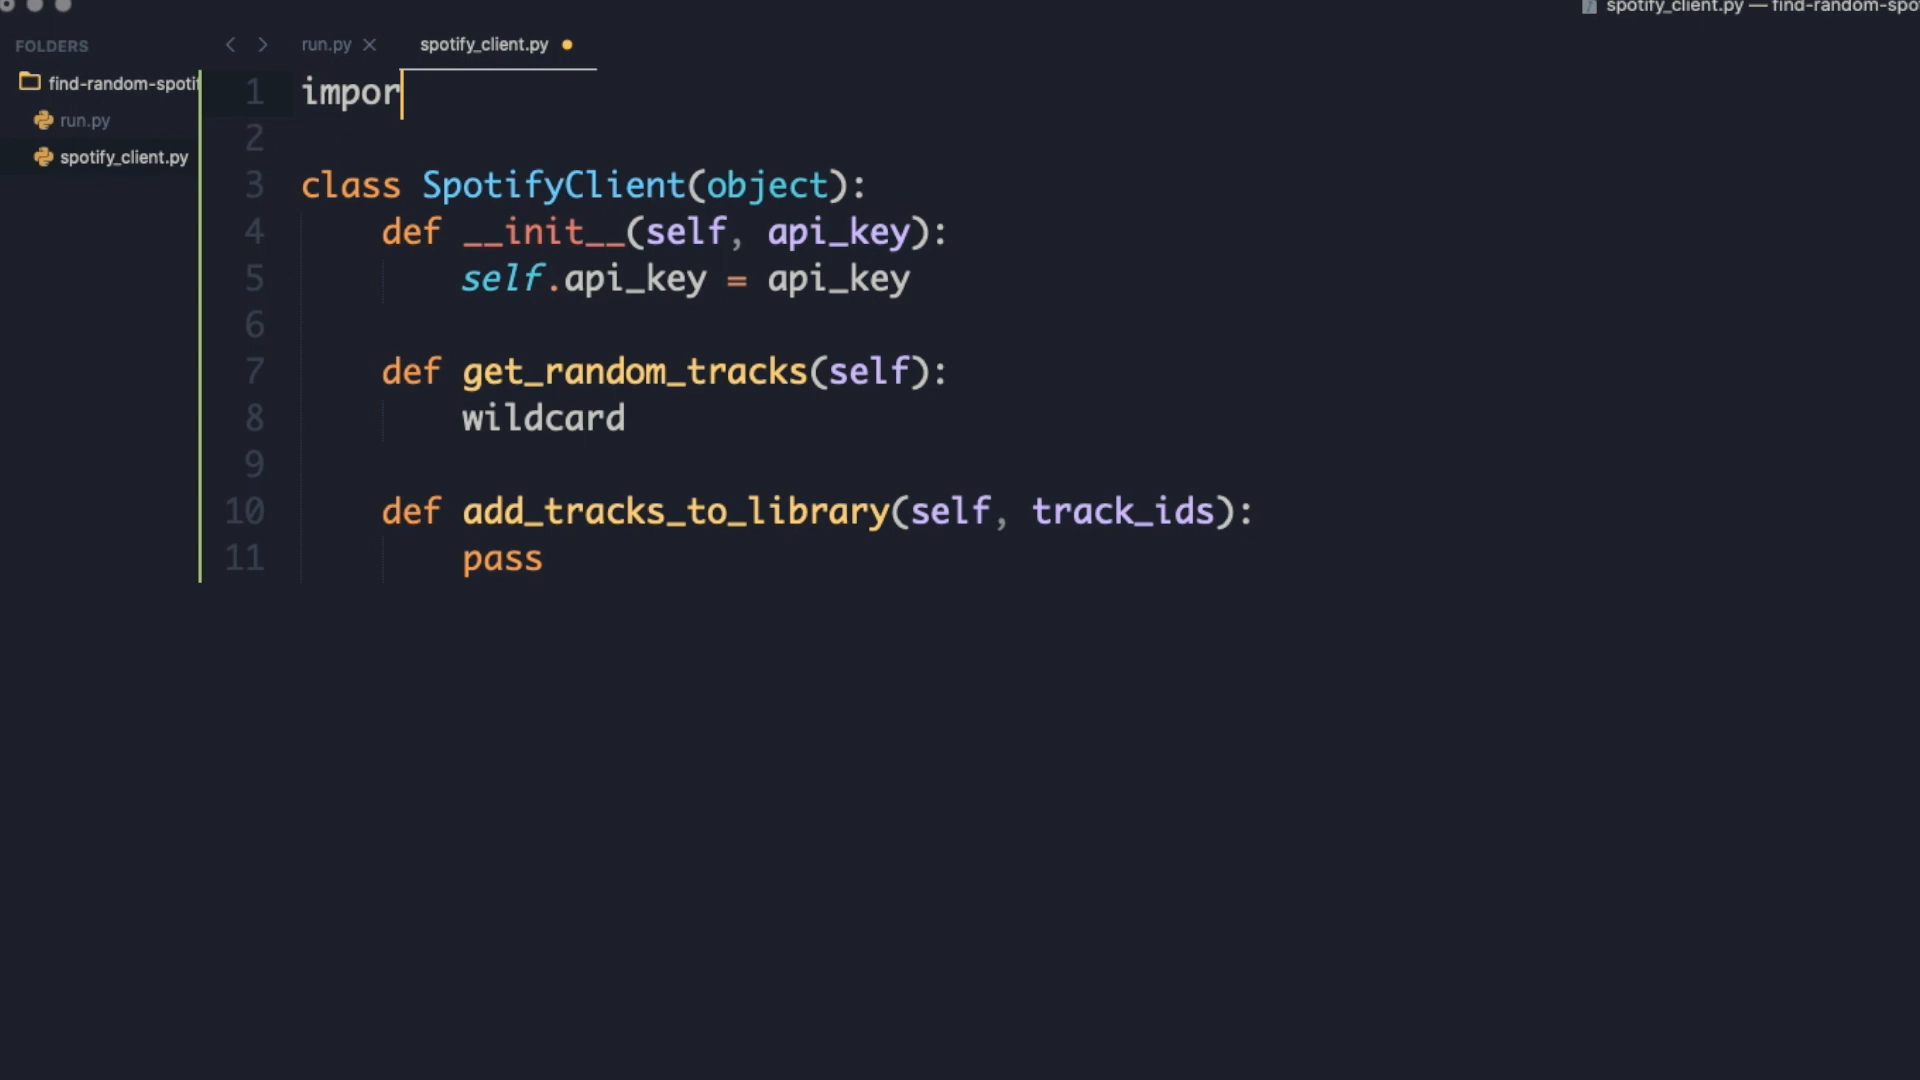 spotify_client.py — find-random-spo
FOLDERS
run.py
spotify_client.py
find-random-spotif
run.py
spotify_client.py
1 impor
2
3 class SpotifyClient(object):
4 def __init__(self, api_key):
5 self.api_key = api_key
6
7 def get_random_tracks(self):
8 wildcard
9
10 def add_tracks_to_library(self, track_ids):
11 pass